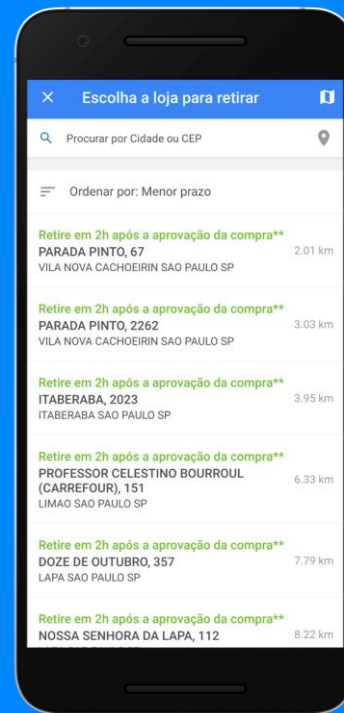 Escolha a loja para retirar
Procurar por Cidade ou CEP
Ordenar por: Menor prazo
Retire em 2h após a aprovação da compra**
PARADA PINTO, 67
2.01 km
VILA NOVA CACHOEIRIN SAO PAULO SP
Retire em 2h após a aprovação da compra**
PARADA PINTO, 2262
3.03 km
VILA NOVA CACHOEIRIN SAO PAULO SP
Retire em 2h após a aprovação da compra**
ITABERABA, 2023
3.95 km
ITABERABA SAO PAULO SP
Retire em 2h após a aprovação da compra**
PROFESSOR CELESTINO BOURROUL
(CARREFOUR), 151
6.33 km
LIMAO SAO PAULO SP
Retire em 2h após a aprovação da compra**
DOZE DE OUTUBRO, 357
7.79 km
LAPA SAO PAULO SP
Retire em 2h após a aprovação da compra**
NOSSA SENHORA DA LAPA, 112
8.22 km